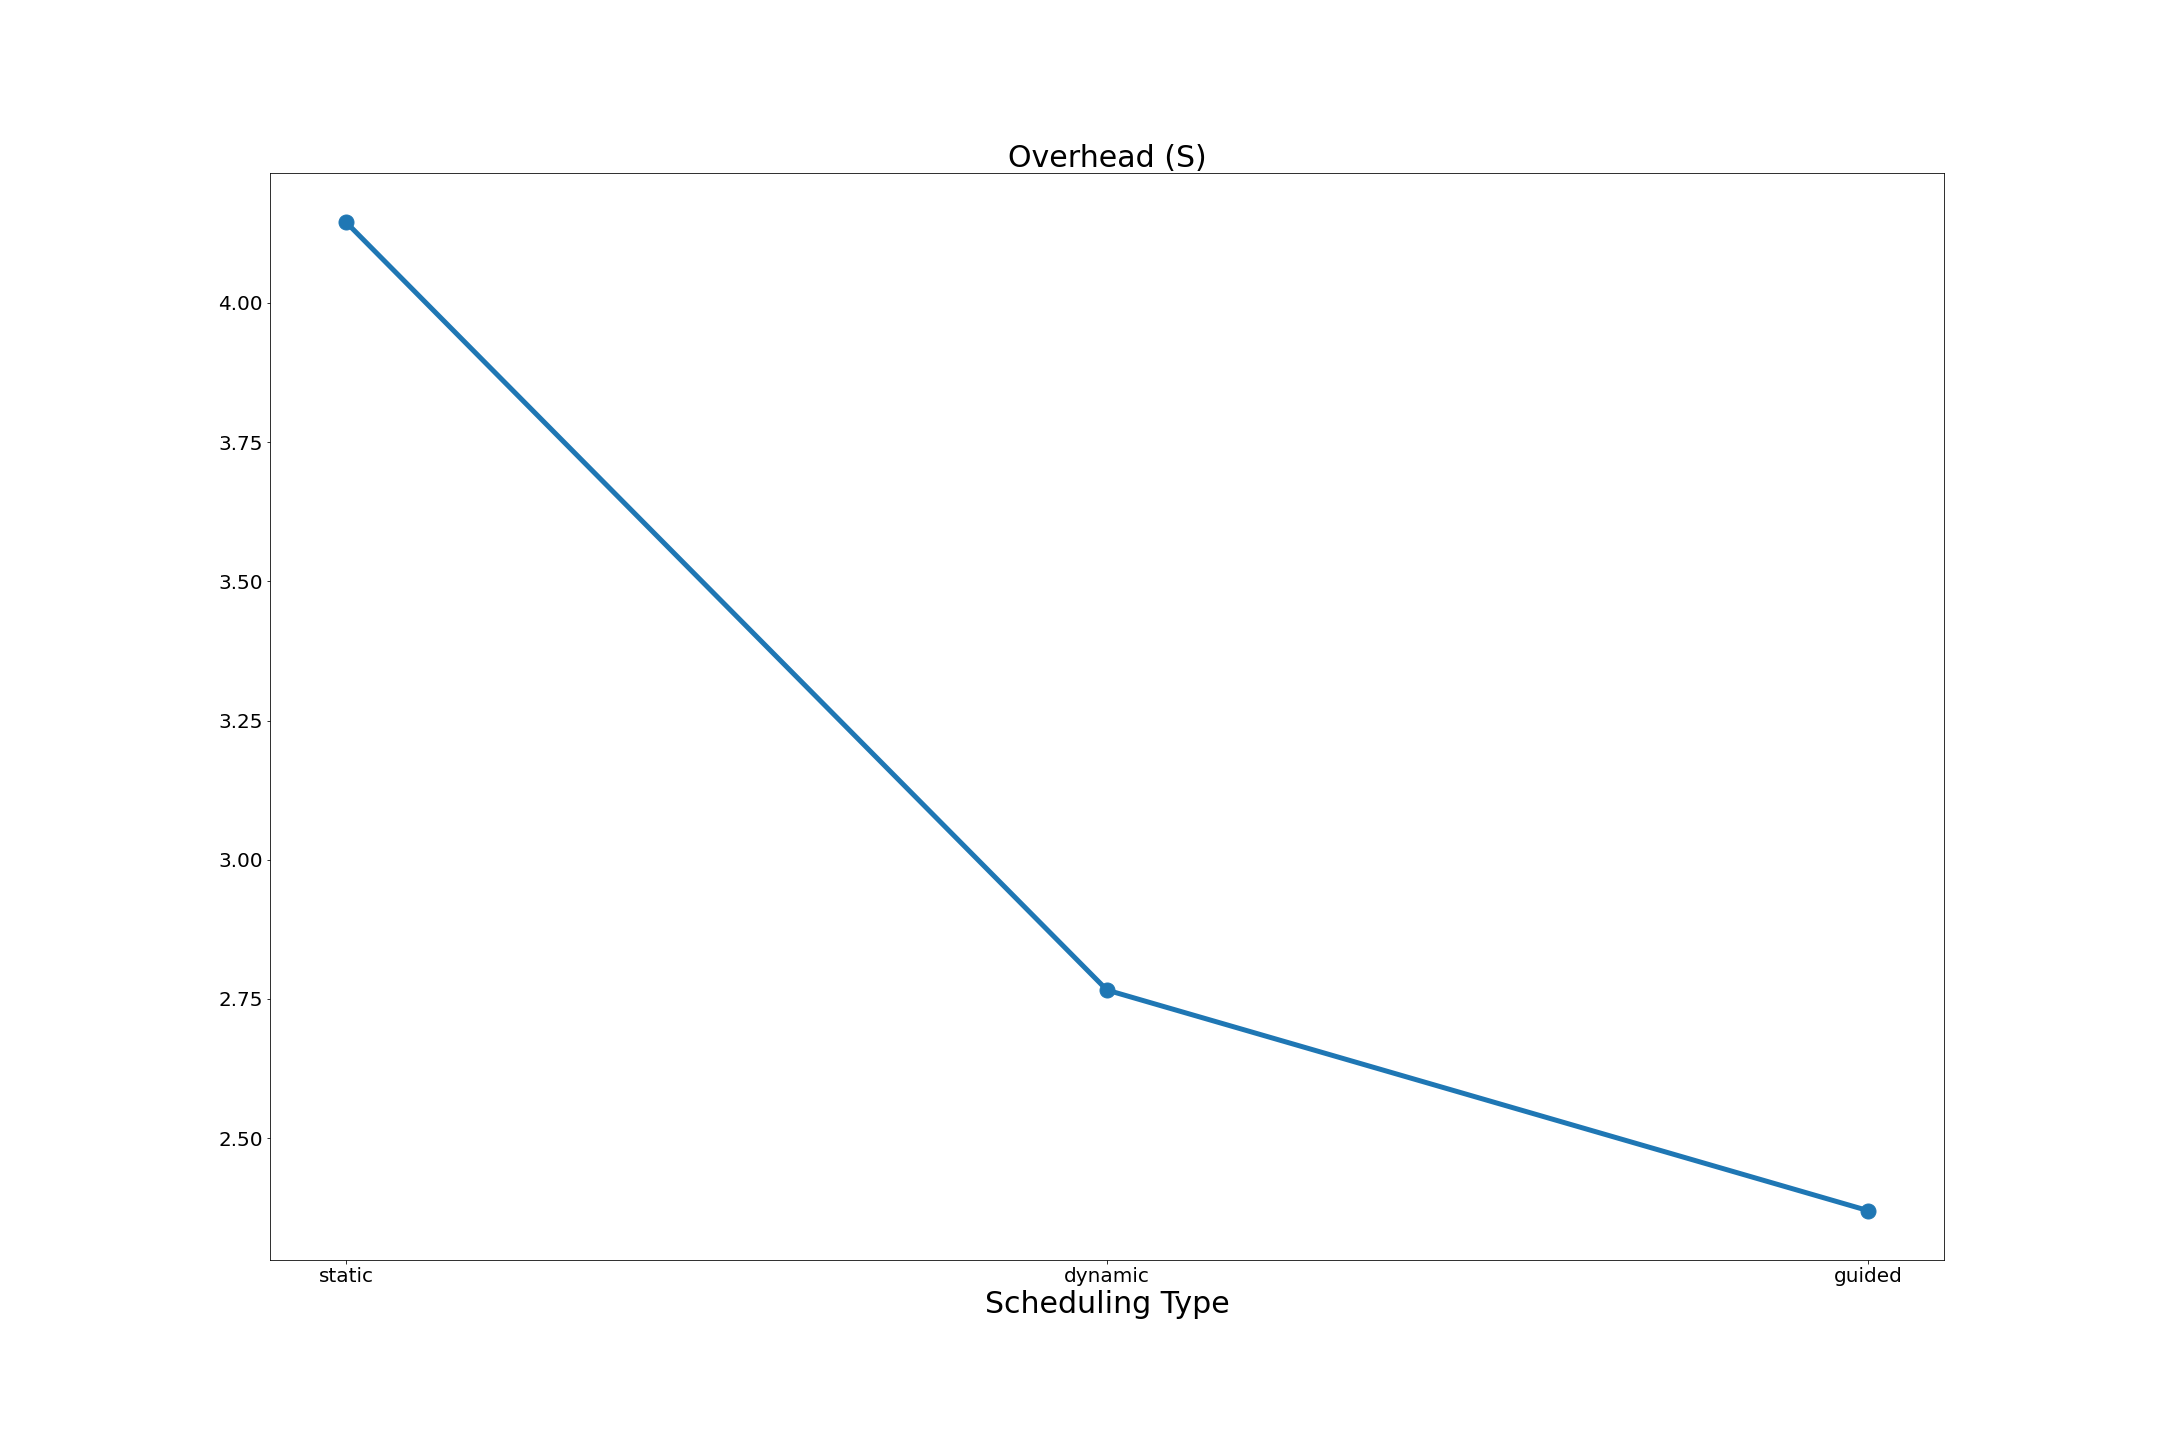 Overhead (S)
4.00
3.75
3.50
3.25
3.00
2.75
2.50
static dynamic guided
Scheduling Type